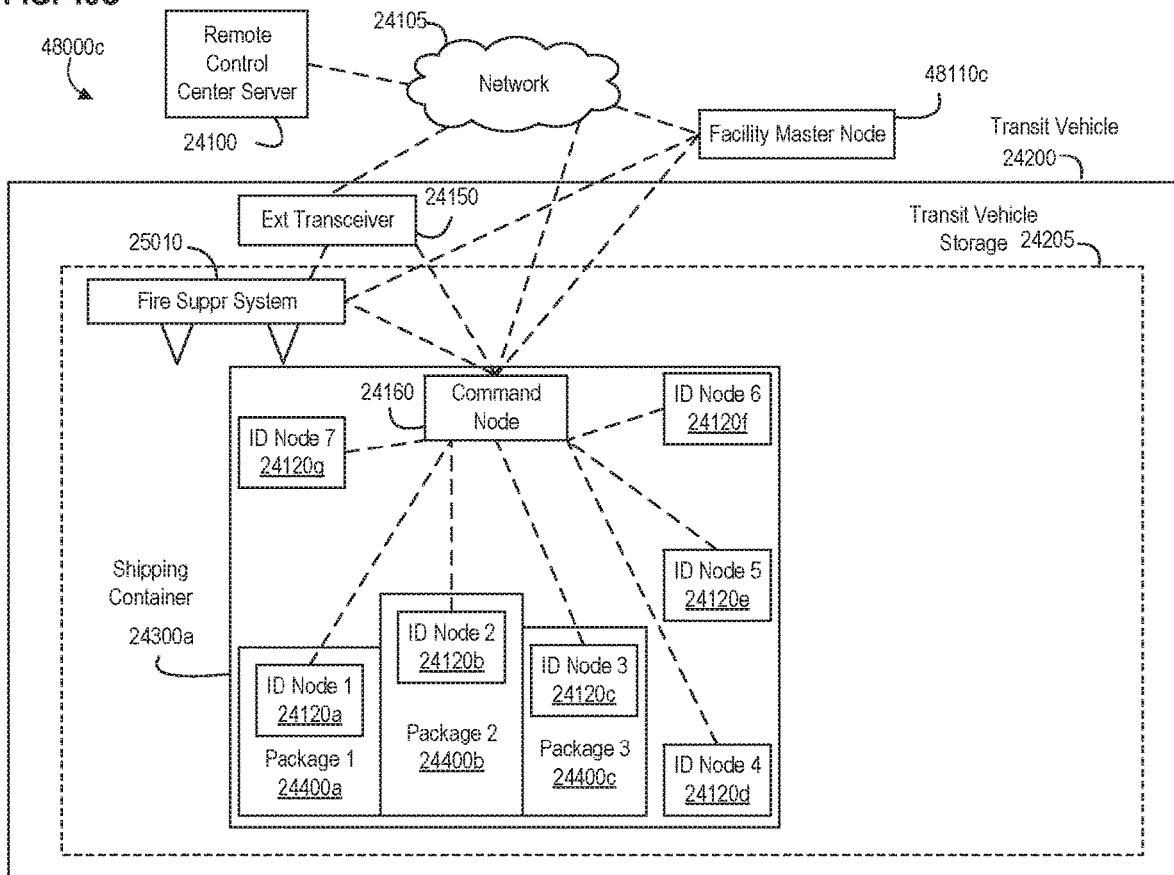 48000c
Remote
Control
Center Server
24100
24105
Network
48110c
Facility Master Node
Transit Vehicle
24200
Ext Transceiver
24150
Transit Vehicle
Storage 24205
25010
Fire Suppr System
24160
Command
Node
ID Node 6
24120f
ID Node 7
24120g
Shipping
Container
24300a
ID Node 5
24120e
ID Node 2
24120b
ID Node 3
24120c
ID Node 1
24120a
Package 1
24400a
Package 2
24400b
Package 3
24400c
ID Node 4
24120d